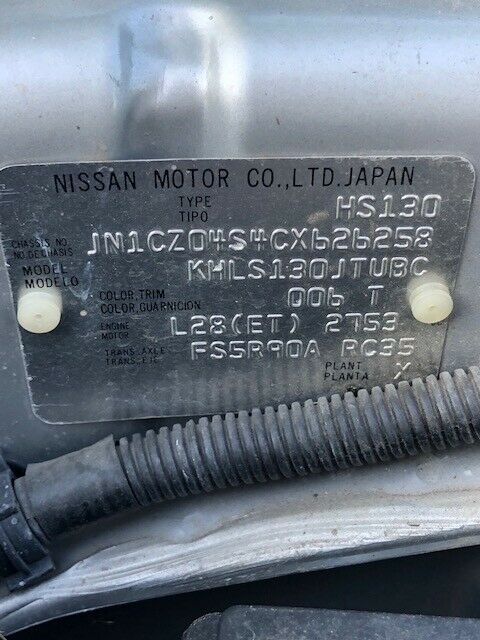 NISSAN MOTOR CO.,LTD.JAPAN
TYPE
TIPO HS130
CHASSIS NO.
NO.DE CHASIS JN1CZ04S4CX626258
MODEL
MODELO KHLS130JTUBC
COLOR,TRIM
COLOR,GUARNICION 006 T
ENGINE
MOTOR L28(ET) 2753
TRANS.,AXLE
TRANS.,EJE FS5R90A RC35
PLANT
PLANTA X